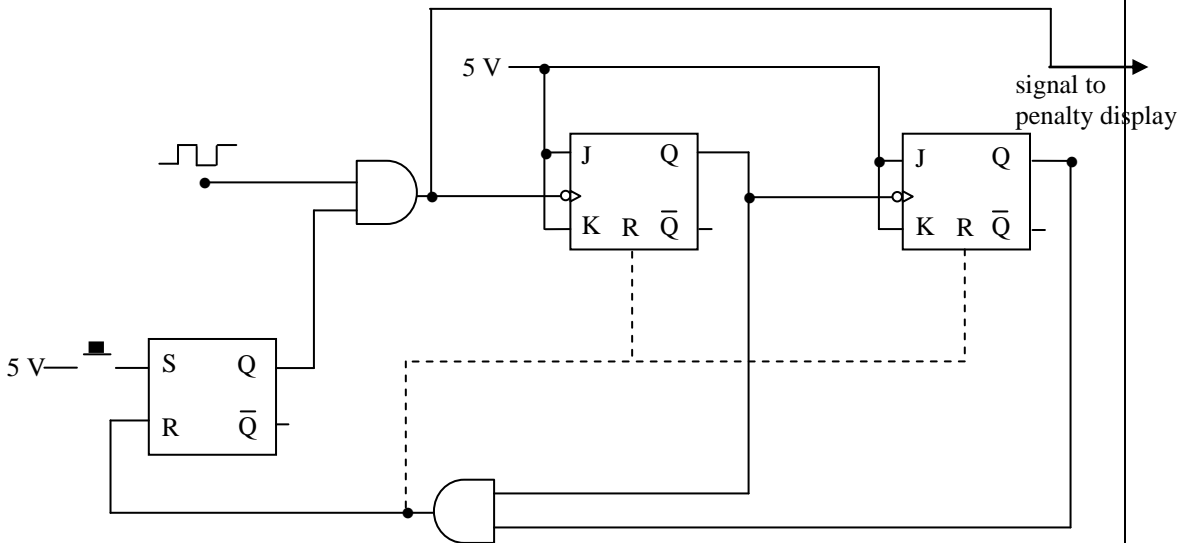 5 V
signal to
penalty display
J Q
K R Q̅
J Q
K R Q̅
5 V
S Q
R Q̅